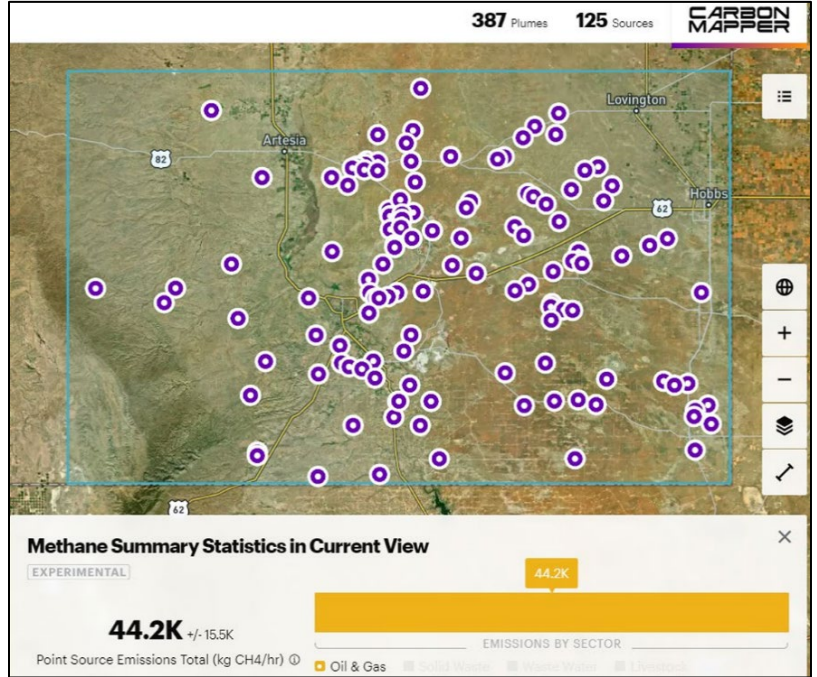 387 Plumes 125 Sources CARBON MAPPER
Lovington
Artesia
82
Hobbs
62
62
Methane Summary Statistics in Current View
EXPERIMENTAL
44.2K
44.2K +/- 15.5K
EMISSIONS BY SECTOR
Point Source Emissions Total (kg CH4/hr)
Oil & Gas Solid Waste Waste Water Livestock